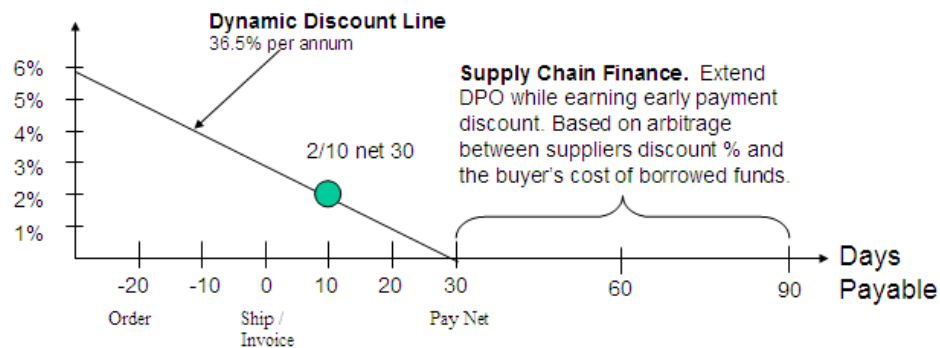 Dynamic Discount Line
36.5% per annum
6%
5%
4%
3%
2%
1%
2/10 net 30
Supply Chain Finance. Extend
DPO while earning early payment
discount. Based on arbitrage
between suppliers discount % and
the buyer's cost of borrowed funds.
-20
-10
0
10
20
30
60
90
Days
Payable
Order
Ship /
Invoice
Pay Net